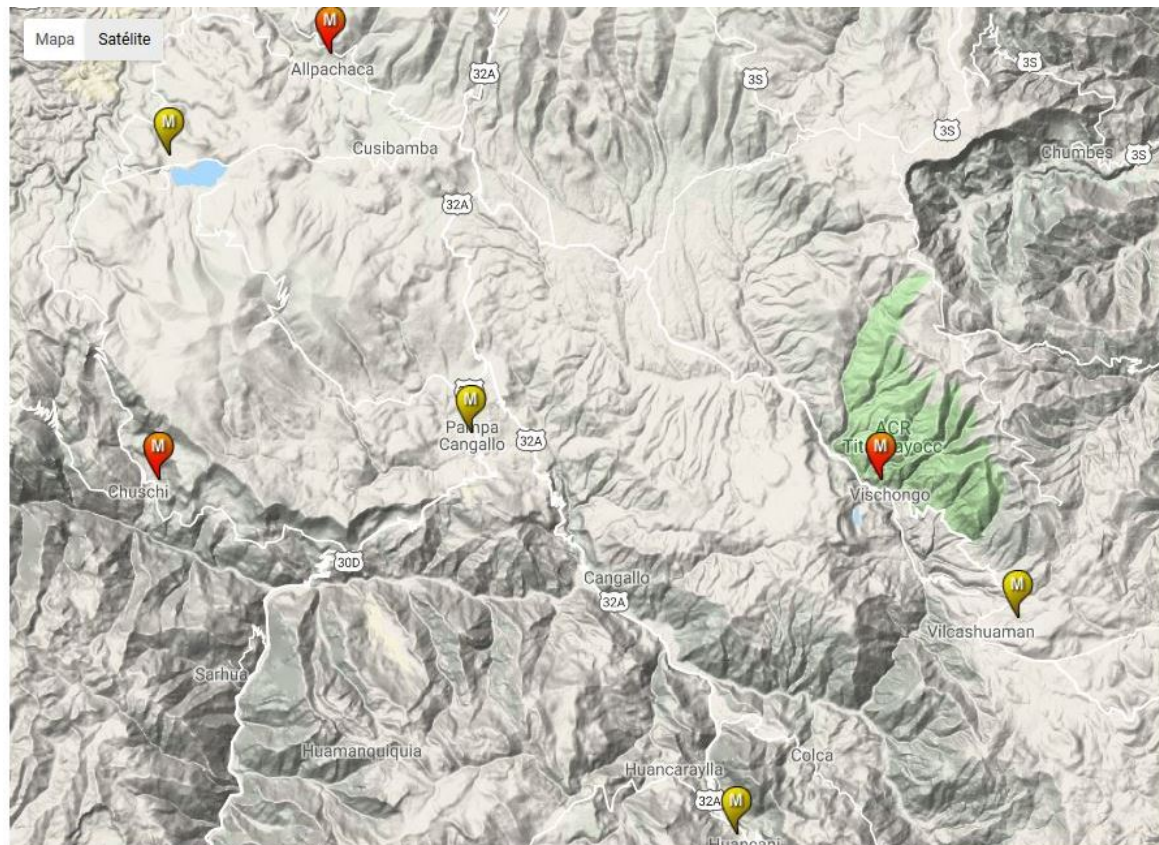 Mapa
Satélite
M
Allpachaca
32A
3S
3S
3S
Chumbes
M
Cusibamba
32A
M
Pampa
Cangallo
32A
ACR
M
Vischongo
M
Chuschi
30D
Cangallo
32A
M
Vilcashuaman
Sarhua
Huamanquiquia
Huancaraylla
Colca
32A
M